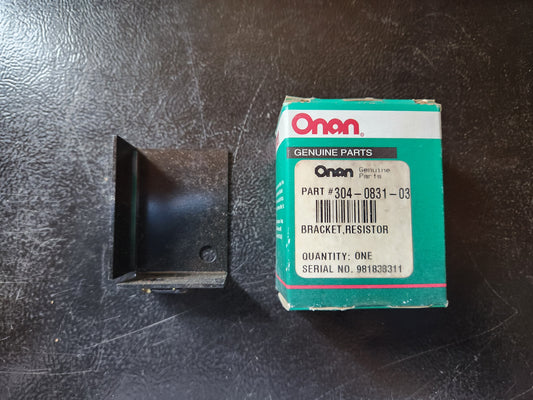 Onan®
GENUINE PARTS
Onan Genuine Parts
PART #304-0831-03
BRACKET,RESISTOR
QUANTITY: ONE
SERIAL NO. 981838311